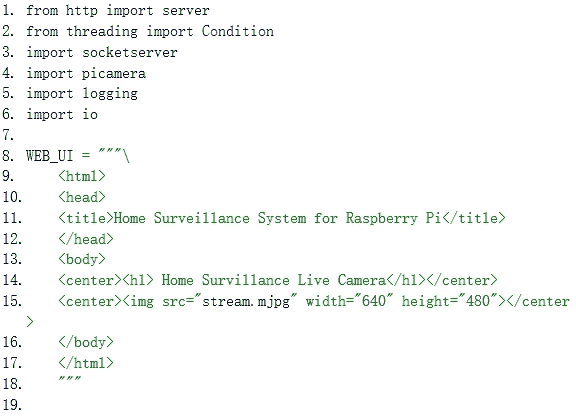 1. from http import server
2. from threading import Condition
3. import socketserver
4. import picamera
5. import logging
6. import io
7.
8. WEB_UI = """\
9.     <html>
10.     <head>
11.     <title>Home Surveillance System for Raspberry Pi</title>
12.     </head>
13.     <body>
14.     <center><h1> Home Survillance Live Camera</h1></center>
15.     <center><img src="stream.mjpg" width="640" height="480"></center
>
16.     </body>
17.     </html>
18.     """
19.